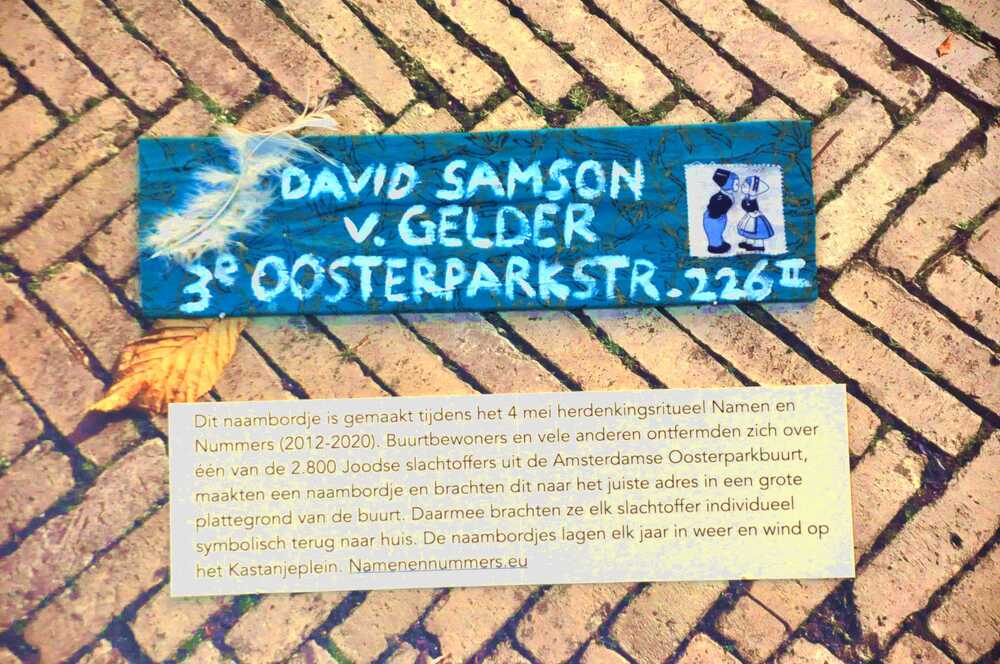 DAVID SAMSON
V. GELDER
3e OOSTERPARKSTR. 226 II
Dit naambordje is gemaakt tijdens het 4 mei herdenkingsritueel Namen en
Nummers (2012-2020). Buurtbewoners en vele anderen ontfermden zich over
één van de 2.800 Joodse slachtoffers uit de Amsterdamse Oosterparkbuurt,
maakten een naambordje en brachten dit naar het juiste adres in een grote
plattegrond van de buurt. Daarmee brachten ze elk slachtoffer individueel
symbolisch terug naar huis. De naambordjes lagen elk jaar in weer en wind op
het Kastanjeplein. Namenennummers.eu